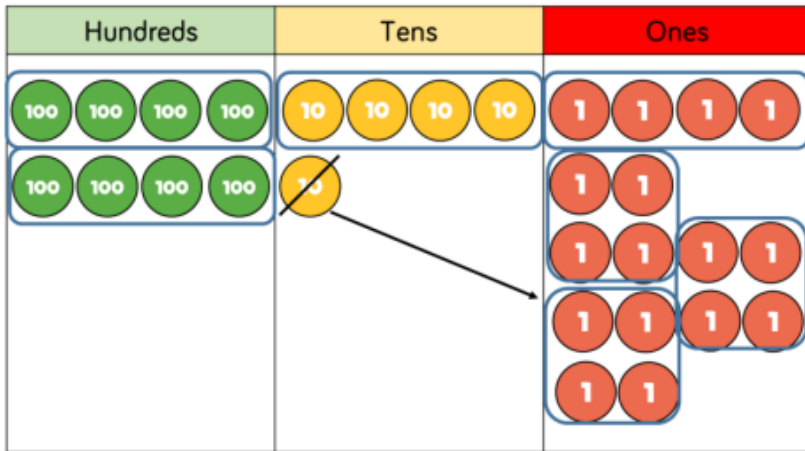 Hundreds Tens Ones
100 100 100 100 10 10 10 10 1 1 1 1
100 100 100 100 10 1 1
1 1 1 1
1 1 1 1
1 1